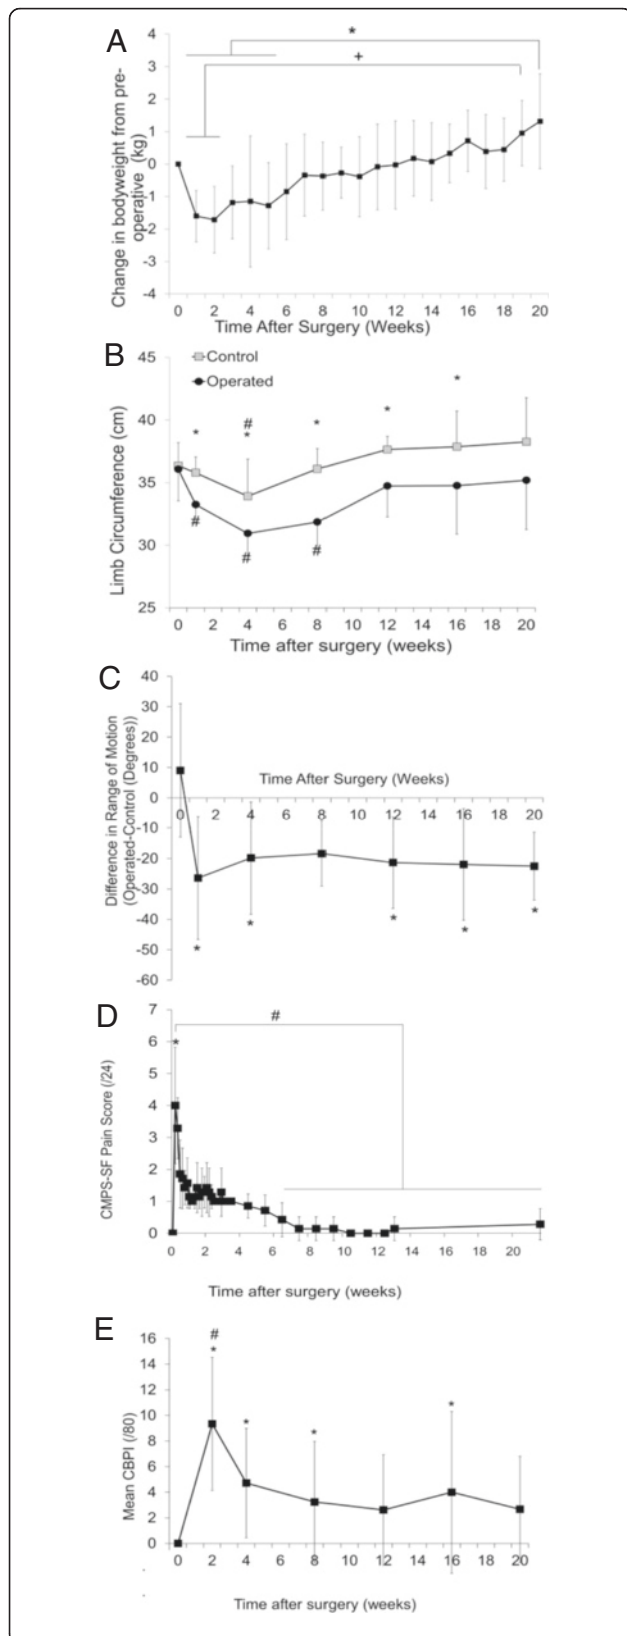 A
*
+
4
3
2
1
0
-1
-2
-3
-4
Change in bodyweight from pre-
operative (kg)
0 2 4 6 8 10 12 14 16 18 20
Time After Surgery (Weeks)
B
Control
Operated
45
40
35
30
25
Limb Circumference (cm)
* # * * * *
# # #
0 2 4 6 8 10 12 14 16 18 20
Time after surgery (weeks)
C
40
30
20
10
0
-10
-20
-30
-40
-50
-60
Difference in Range of Motion
(Operated-Control (Degrees))
Time After Surgery (Weeks)
0 2 4 6 8 10 12 14 16 18 20
* * * * *
D
7
6
5
4
3
2
1
0
CMPS-SF Pain Score (/24)
#
*
0 2 4 6 8 10 12 14 16 18 20
Time after surgery (weeks)
E
16
14
12
10
8
6
4
2
0
Mean CBPI (/80)
#
* * * *
0 2 4 6 8 10 12 14 16 18 20
Time after surgery (weeks)